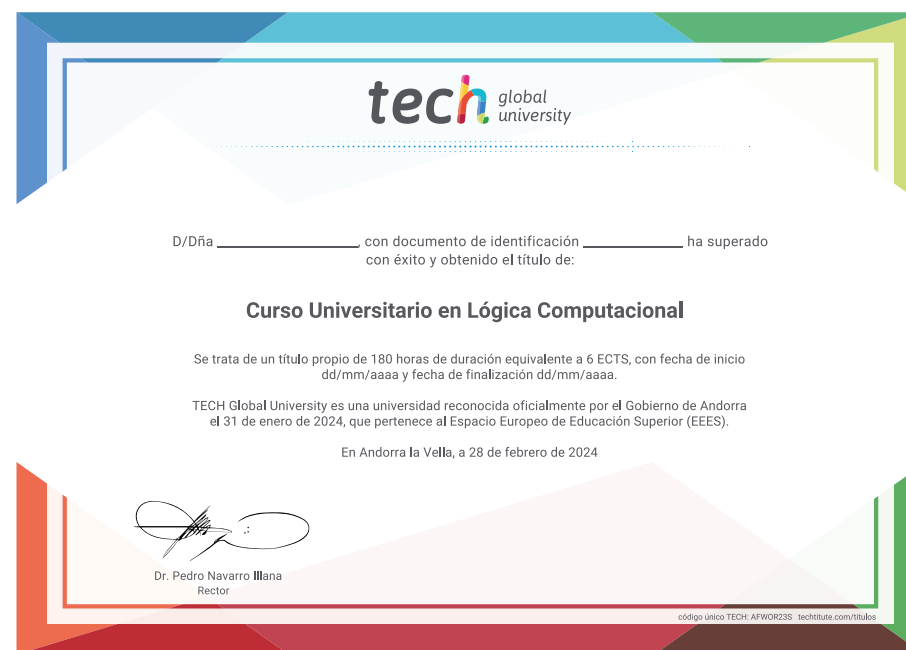 tech global university
D/Dña ________________, con documento de identificación ____________ ha superado
con éxito y obtenido el título de:
Curso Universitario en Lógica Computacional
Se trata de un título propio de 180 horas de duración equivalente a 6 ECTS, con fecha de inicio
dd/mm/aaaa y fecha de finalización dd/mm/aaaa.
TECH Global University es una universidad reconocida oficialmente por el Gobierno de Andorra
el 31 de enero de 2024, que pertenece al Espacio Europeo de Educación Superior (EEES).
En Andorra la Vella, a 28 de febrero de 2024
Dr. Pedro Navarro Illana
Rector
código único TECH: AFWOR23S techtitute.com/titulos